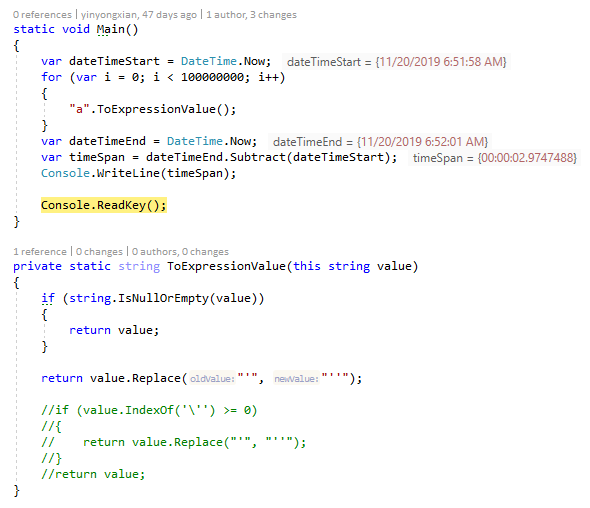 0 references | yinyongxian, 47 days ago | 1 author, 3 changes
static void Main()
{
    var dateTimeStart = DateTime.Now;  dateTimeStart = {11/20/2019 6:51:58 AM}
    for (var i = 0; i < 100000000; i++)
    {
        "a".ToExpressionValue();
    }
    var dateTimeEnd = DateTime.Now;  dateTimeEnd = {11/20/2019 6:52:01 AM}
    var timeSpan = dateTimeEnd.Subtract(dateTimeStart);  timeSpan = {00:00:02.9747488}
    Console.WriteLine(timeSpan);
    Console.ReadKey();
}
1 reference | 0 changes | 0 authors, 0 changes
private static string ToExpressionValue(this string value)
{
    if (string.IsNullOrEmpty(value))
    {
        return value;
    }
    return value.Replace(oldValue:"'", newValue:"''");
    //if (value.IndexOf('\'') >= 0)
    //{
    //    return value.Replace("'", "''");
    //}
    //return value;
}